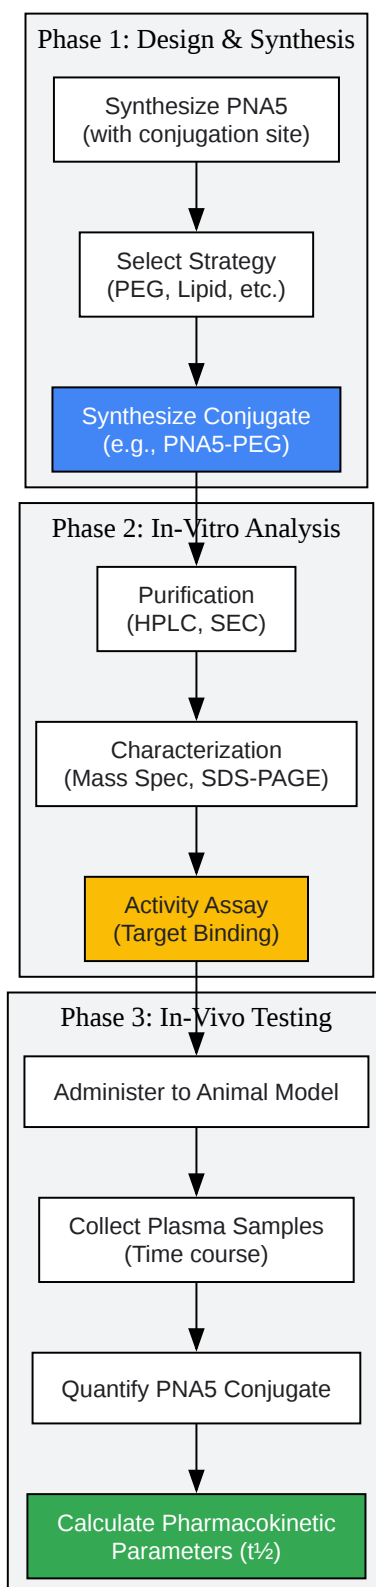 Phase 1: Design & Synthesis
Synthesize PNA5
(with conjugation site)
Select Strategy
(PEG, Lipid, etc.)
Synthesize Conjugate
(e.g., PNA5-PEG)
Phase 2: In-Vitro Analysis
Purification
(HPLC, SEC)
Characterization
(Mass Spec, SDS-PAGE)
Activity Assay
(Target Binding)
Phase 3: In-Vivo Testing
Administer to Animal Model
Collect Plasma Samples
(Time course)
Quantify PNA5 Conjugate
Calculate Pharmacokinetic
Parameters (t½)